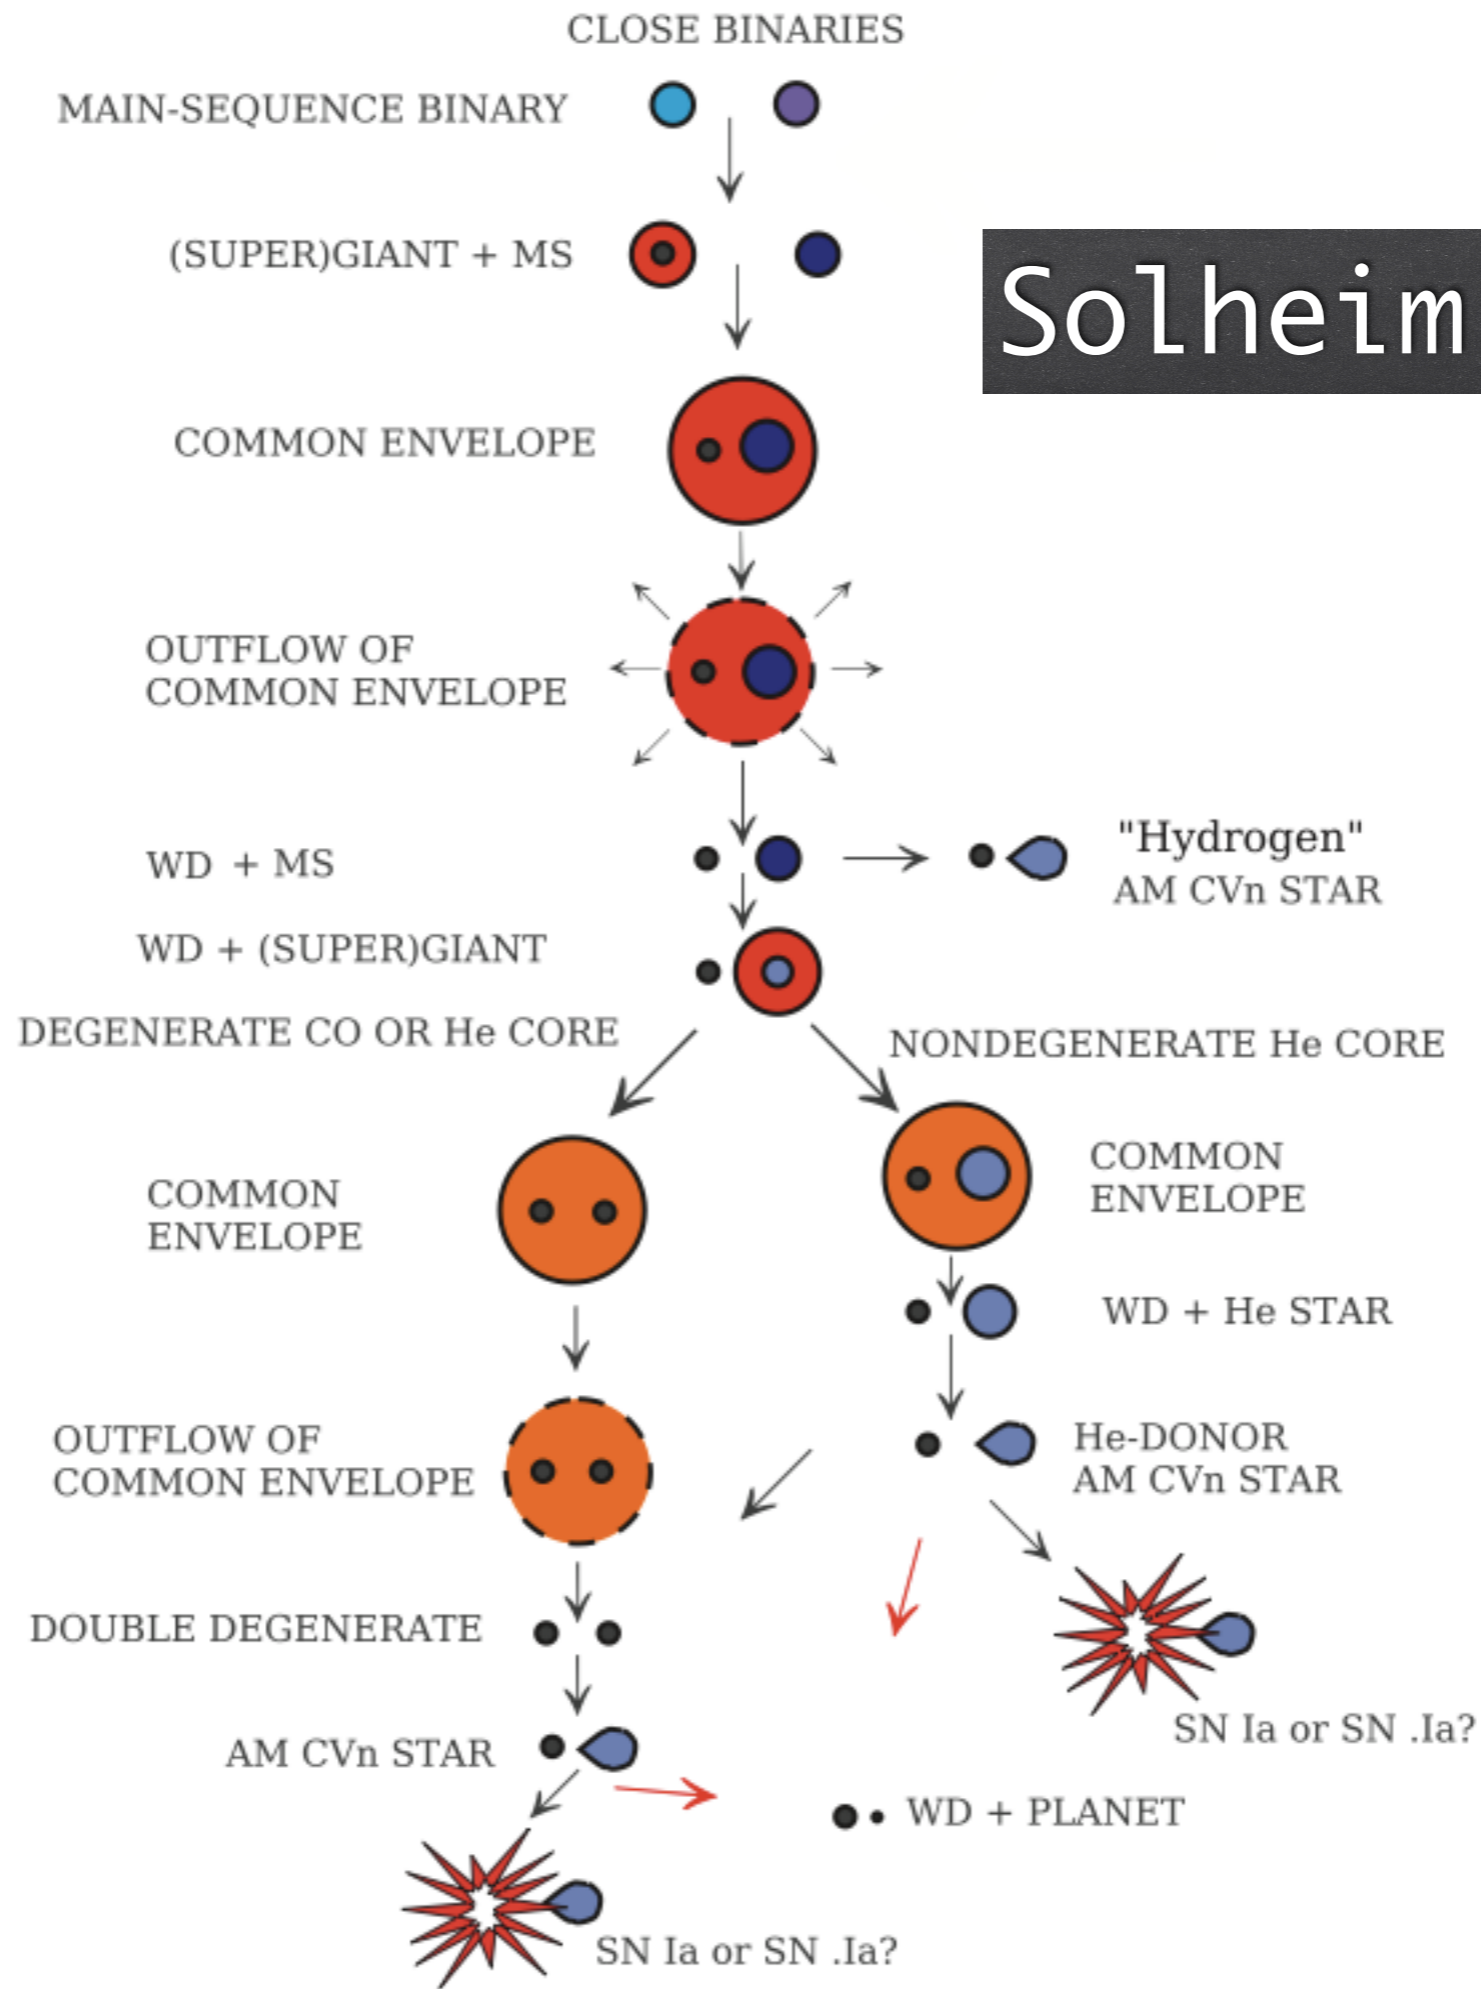 CLOSE BINARIES
MAIN-SEQUENCE BINARY
(SUPER)GIANT + MS
Solheim
COMMON ENVELOPE
OUTFLOW OF
COMMON ENVELOPE
"Hydrogen"
AM CVn STAR
WD + MS
WD + (SUPER)GIANT
DEGENERATE CO OR He CORE
NONDEGENERATE He CORE
COMMON
ENVELOPE
COMMON
ENVELOPE
WD + He STAR
OUTFLOW OF
COMMON ENVELOPE
He-DONOR
AM CVn STAR
DOUBLE DEGENERATE
SN Ia or SN .Ia?
AM CVn STAR
WD + PLANET
SN Ia or SN .Ia?